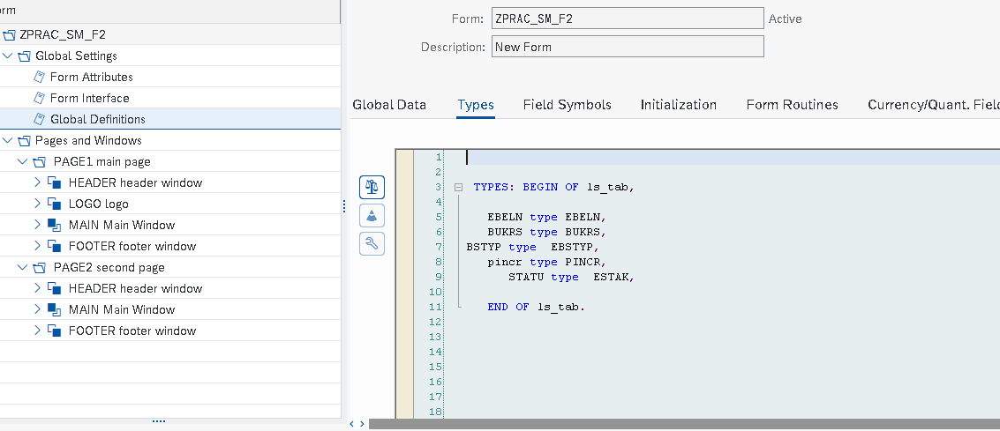 orm
ZPRAC_SM_F2
Global Settings
Form Attributes
Form Interface
Global Definitions
Pages and Windows
PAGE1 main page
HEADER header window
LOGO logo
MAIN Main Window
FOOTER footer window
PAGE2 second page
HEADER header window
MAIN Main Window
FOOTER footer window
Form: ZPRAC_SM_F2 Active
Description: New Form
Global Data Types Field Symbols Initialization Form Routines Currency/Quant. Field
1
2
3 TYPES: BEGIN OF ls_tab,
4
5 EBELN type EBELN,
6 BUKRS type BUKRS,
7 BSTYP type EBSTYP,
8 pincr type PINCR,
9 STATU type ESTAK,
10
11 END OF ls_tab.
12
13
14
15
16
17
18